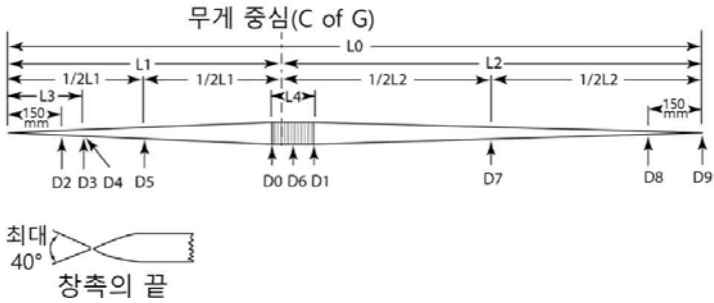 무게 중심(C of G)
L0
L1 L2
1/2L1 1/2L1 1/2L2 1/2L2
L3 L4
150 mm 150 mm
D2 D3 D4 D5 D0 D6 D1 D7 D8 D9
최대
40°
창촉의 끝